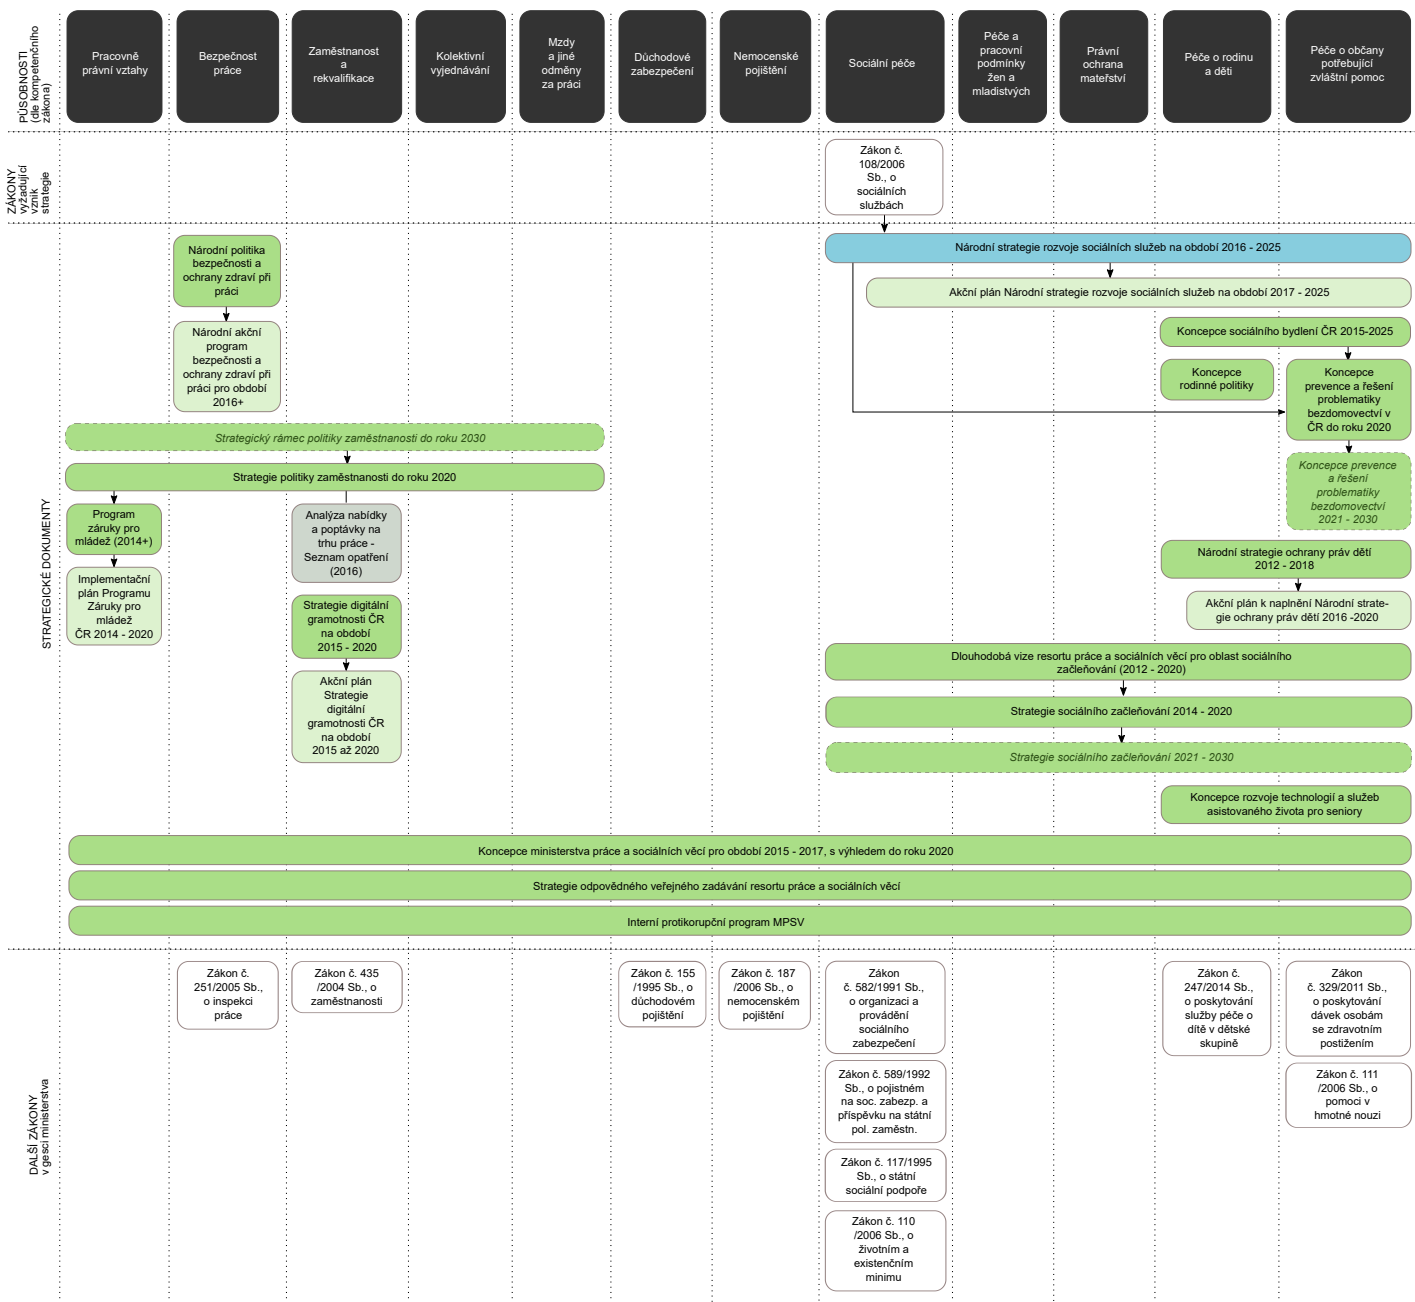 PŮSOBNOSTI
(dle kompetenčního
zákona)
Pracovně
právní vztahy
Bezpečnost
práce
Zaměstnanost
a
rekvalifikace
Kolektivní
vyjednávání
Mzdy
a jiné
odměny
za práci
Důchodové
zabezpečení
Nemocenské
pojištění
Sociální péče
Péče a
pracovní
podmínky
žen a
mladistvých
Právní
ochrana
mateřství
Péče o rodinu
a děti
Péče o občany
potřebující
zvláštní pomoc
ZÁKONY
vyžadující
vznik
strategie
Zákon č.
108/2006
Sb., o
sociálních
službách
STRATEGICKÉ DOKUMENTY
Národní politika
bezpečnosti a
ochrany zdraví při
práci
Národní akční
program
bezpečnosti a
ochrany zdraví při
práci pro období
2016+
Národní strategie rozvoje sociálních služeb na období 2016 - 2025
Akční plán Národní strategie rozvoje sociálních služeb na období 2017 - 2025
Koncepce sociálního bydlení ČR 2015-2025
Koncepce
rodinné politiky
Koncepce
prevence a řešení
problematiky
bezdomovectví v
ČR do roku 2020
Strategický rámec politiky zaměstnanosti do roku 2030
Strategie politiky zaměstnanosti do roku 2020
Koncepce prevence
a řešení
problematiky
bezdomovectví
2021 - 2030
Program
záruky pro
mládež (2014+)
Implementační
plán Programu
Záruky pro
mládež
ČR 2014 - 2020
Analýza nabídky
a poptávky na
trhu práce -
Seznam opatření
(2016)
Strategie digitální
gramotnosti ČR
na období
2015 - 2020
Akční plán
Strategie
digitální
gramotnosti ČR
na období
2015 až 2020
Národní strategie ochrany práv dětí
2012 - 2018
Akční plán k naplnění Národní strate-
gie ochrany práv dětí 2016 -2020
Dlouhodobá vize resortu práce a sociálních věcí pro oblast sociálního
začleňování (2012 - 2020)
Strategie sociálního začleňování 2014 - 2020
Strategie sociálního začleňování 2021 - 2030
Koncepce rozvoje technologií a služeb
asistovaného života pro seniory
Koncepce ministerstva práce a sociálních věcí pro období 2015 - 2017, s výhledem do roku 2020
Strategie odpovědného veřejného zadávání resortu práce a sociálních věcí
Interní protikorupční program MPSV
DALŠÍ ZÁKONY
v gesci ministerstva
Zákon č.
251/2005 Sb.,
o inspekci
práce
Zákon č. 435
/2004 Sb., o
zaměstnanosti
Zákon č. 155
/1995 Sb., o
důchodovém
pojištění
Zákon č. 187
/2006 Sb., o
nemocenském
pojištění
Zákon
č. 582/1991 Sb.,
o organizaci a
provádění
sociálního
zabezpečení
Zákon č. 589/1992
Sb., o pojistném
na soc. zabezp. a
příspěvku na státní
pol. zaměstn.
Zákon č. 117/1995
Sb., o státní
sociální podpoře
Zákon č. 110
/2006 Sb., o
životním a
existenčním
minimu
Zákon č.
247/2014 Sb.,
o poskytování
služby péče o
dítě v dětské
skupině
Zákon
č. 329/2011 Sb.,
o poskytování
dávek osobám
se zdravotním
postižením
Zákon č. 111
/2006 Sb., o
pomoci v
hmotné nouzi